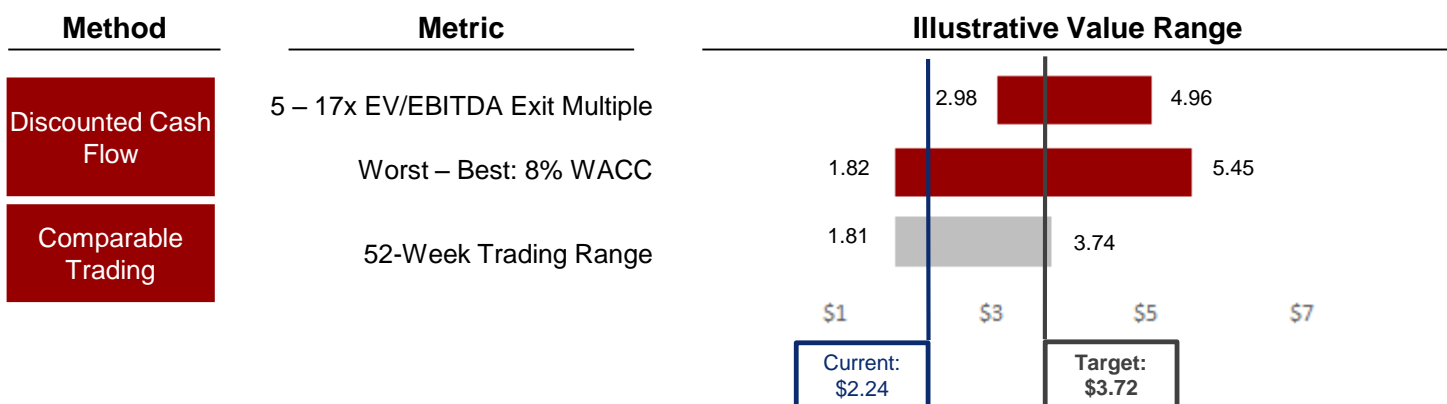 Method
Metric
Illustrative Value Range
Discounted Cash
Flow
5 – 17x EV/EBITDA Exit Multiple
2.98
4.96
Worst – Best: 8% WACC
1.82
5.45
Comparable
Trading
52-Week Trading Range
1.81
3.74
$1
$3
$5
$7
Current:
$2.24
Target:
$3.72